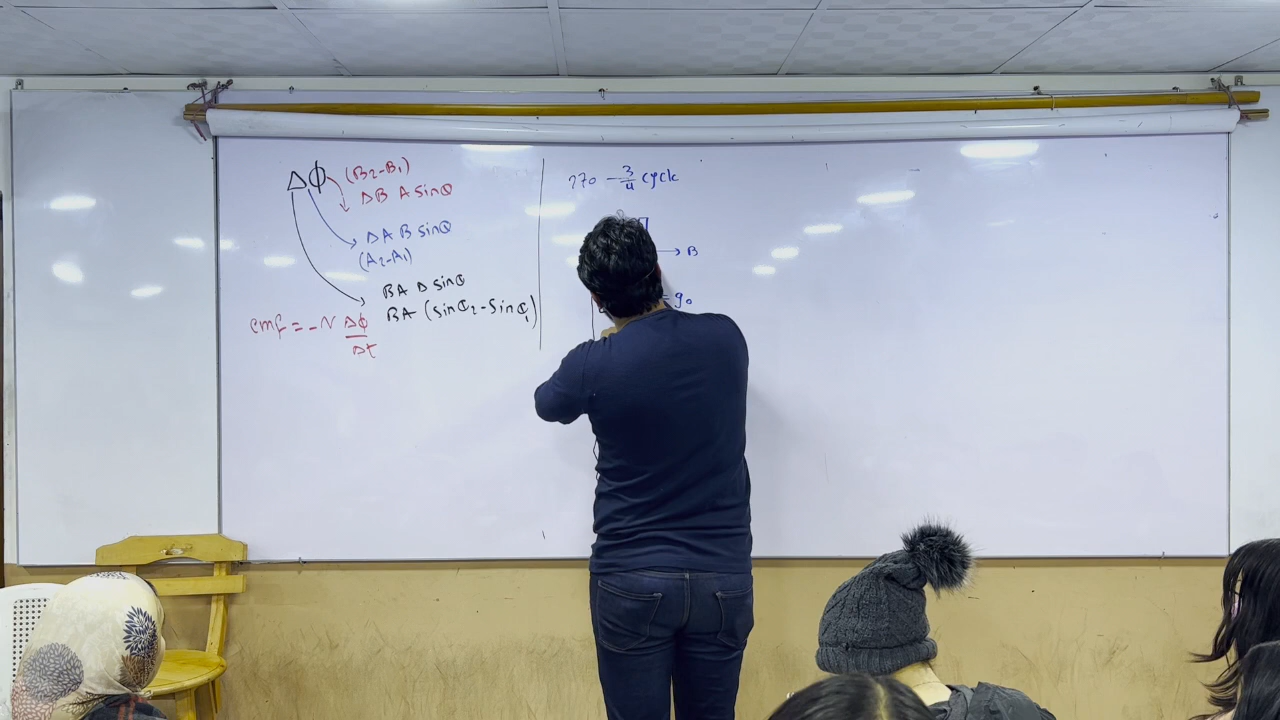 ΔΦ (B₂-B₁)
ΔB A sinθ
ΔA B sinθ
(A₂-A₁)
BA Δ sinθ
BA (sinθ₂-sinθ₁)
emf = -N ΔΦ/Δt
270 - 3/4 cycle
→ B
= 90